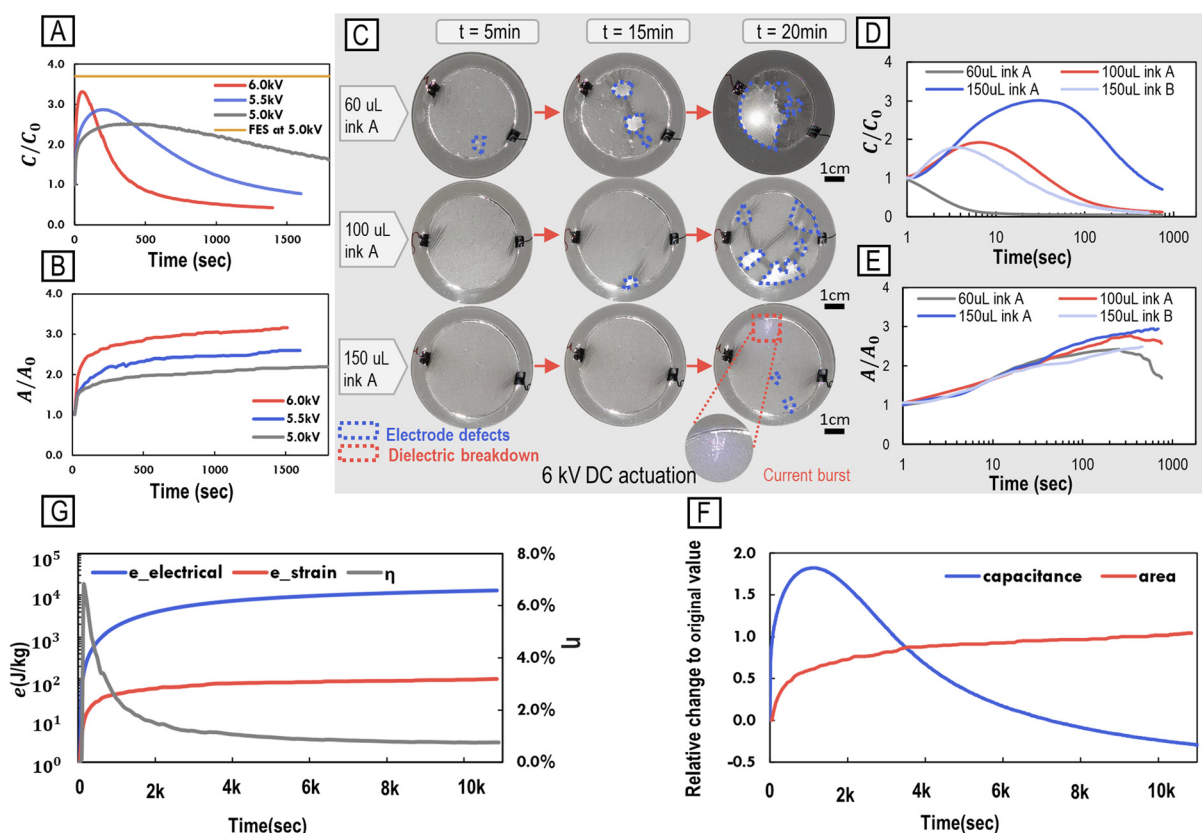 A
4.0
3.0
2.0
1.0
0.0
C/C₀
6.0kV
5.5kV
5.0kV
FES at 5.0kV
0
500
1000
1500
Time (sec)
B
4.0
3.0
2.0
1.0
0.0
A/A₀
6.0kV
5.5kV
5.0kV
0
500
1000
1500
Time (sec)
C
t = 5min
t = 15min
t = 20min
60 uL
ink A
1cm
100 uL
ink A
1cm
150 uL
ink A
1cm
Electrode defects
Dielectric breakdown
6 kV DC actuation
Current burst
D
60uL ink A
100uL ink A
150uL ink A
150uL ink B
4
3
2
1
0
C/C₀
1
10
100
1000
Time(sec)
E
60uL ink A
100uL ink A
150uL ink A
150uL ink B
4
3
2
1
0
A/A₀
1
10
100
1000
Time (sec)
G
e_electrical
e_strain
η
10⁵
10⁴
10³
10²
10¹
10⁰
e(J/kg)
8.0%
6.0%
4.0%
2.0%
0.0%
η
0
2k
4k
6k
8k
10k
Time(sec)
F
capacitance
area
2.0
1.5
1.0
0.5
0.0
-0.5
Relative change to original value
0
2k
4k
6k
8k
10k
Time(sec)